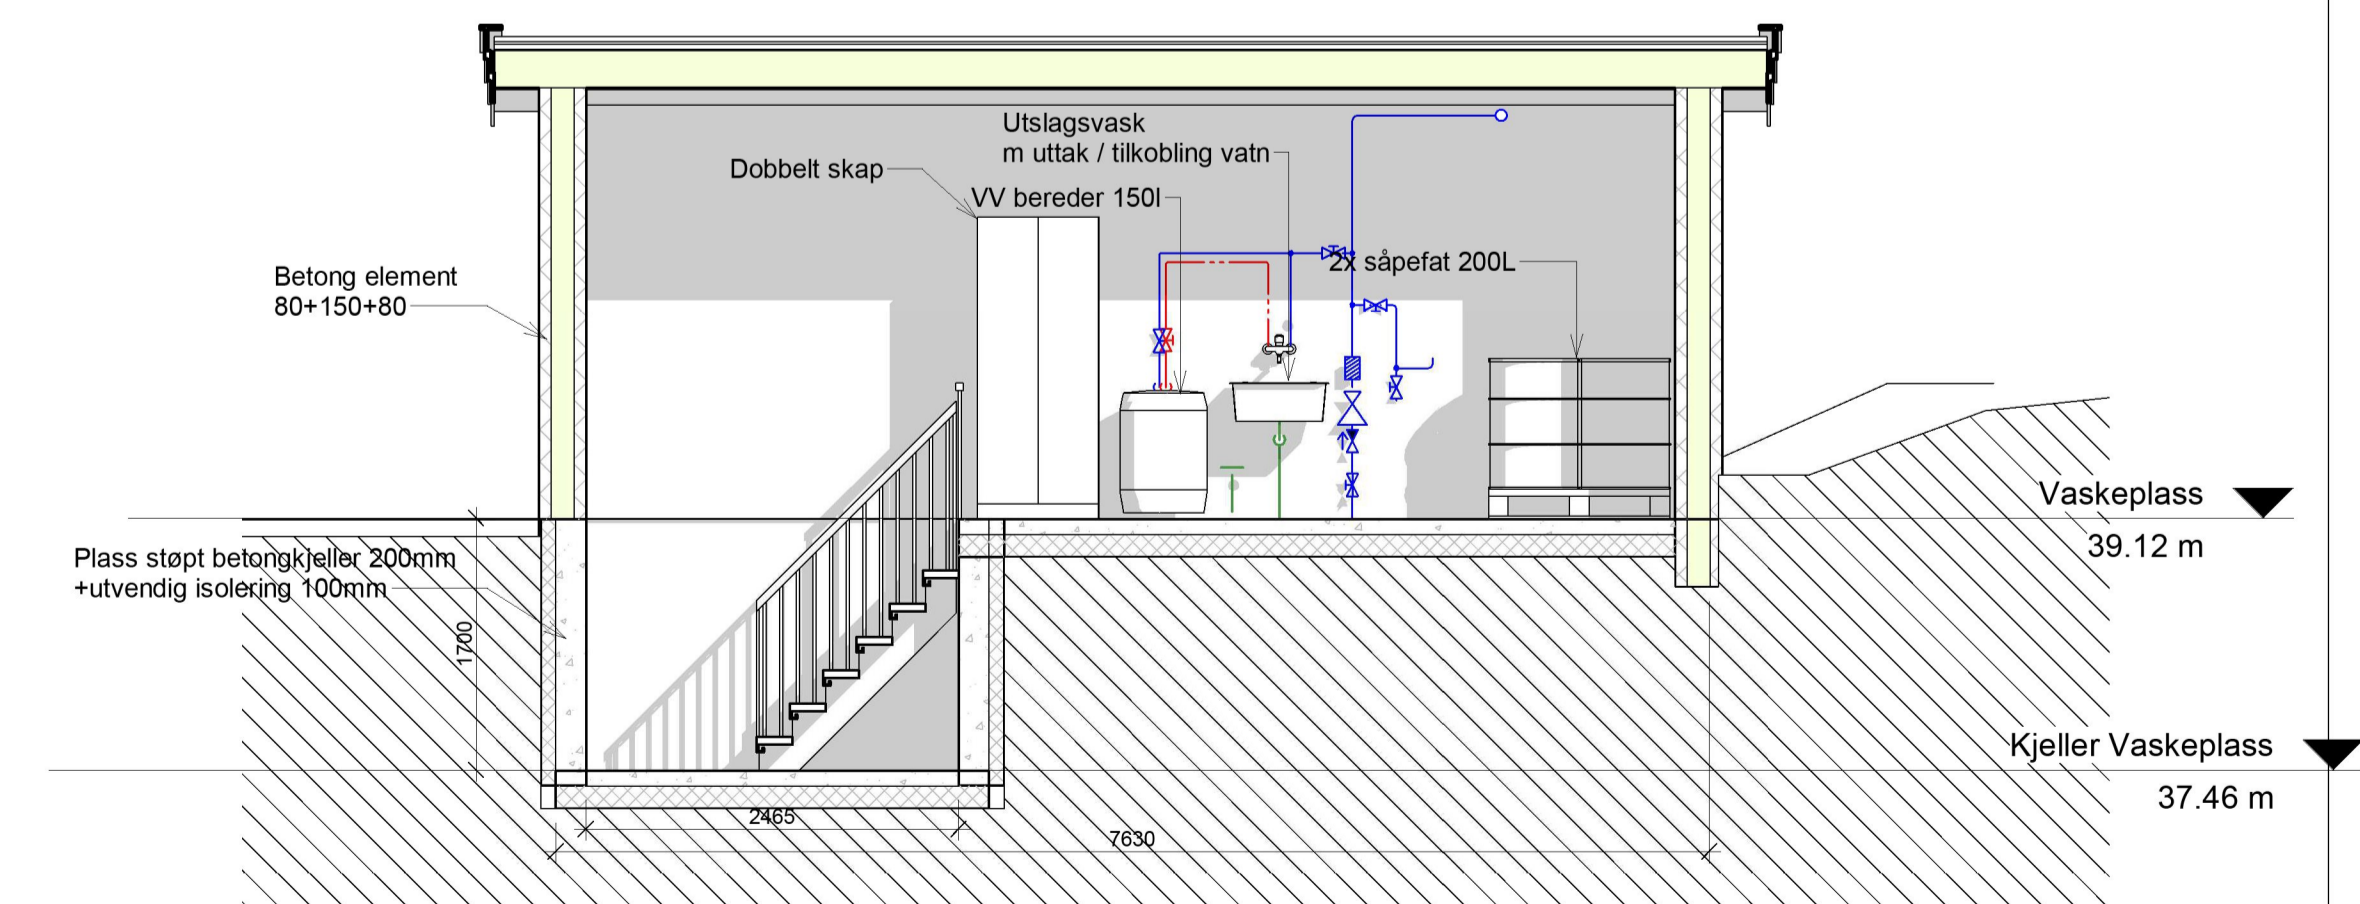 Utslagsvask
m uttak / tilkobling vatn
Dobbelt skap
VV bereder 150l
2x såpefat 200L
Betong element
80+150+80
Vaskeplass
39.12 m
Plass støpt betongkjeller 200mm
+utvendig isolering 100mm
1700
Kjeller Vaskeplass
37.46 m
2465
7630